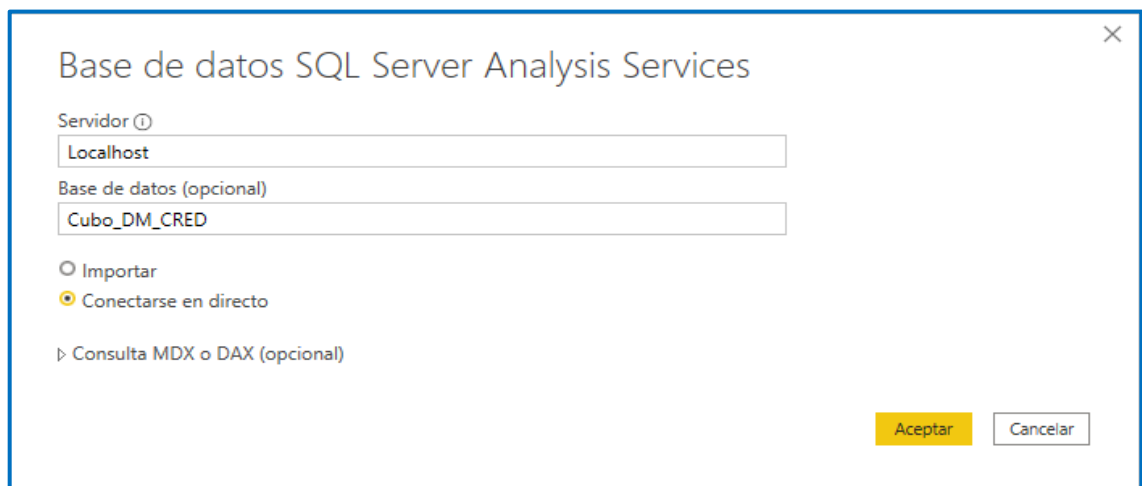 Base de datos SQL Server Analysis Services
Servidor
Localhost
Base de datos (opcional)
Cubo_DM_CRED
Importar
Conectarse en directo
Consulta MDX o DAX (opcional)
Aceptar Cancelar